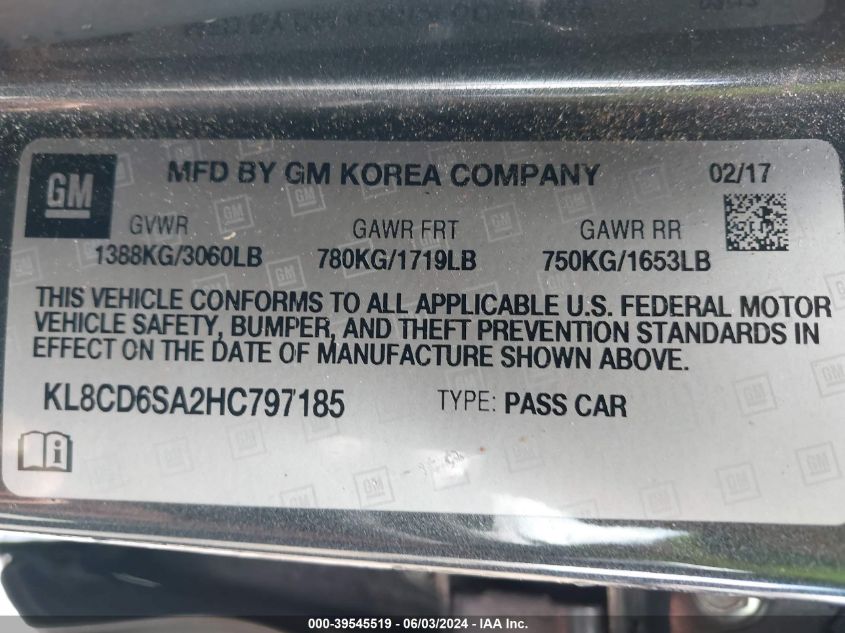 MFD BY GM KOREA COMPANY 02/17
GM
GVWR GAWR FRT GAWR RR
1388KG/3060LB 780KG/1719LB 750KG/1653LB
THIS VEHICLE CONFORMS TO ALL APPLICABLE U.S. FEDERAL MOTOR
VEHICLE SAFETY, BUMPER, AND THEFT PREVENTION STANDARDS IN
EFFECT ON THE DATE OF MANUFACTURE SHOWN ABOVE.
KL8CD6SA2HC797185 TYPE: PASS CAR
000-39545519 - 06/03/2024 - IAA Inc.